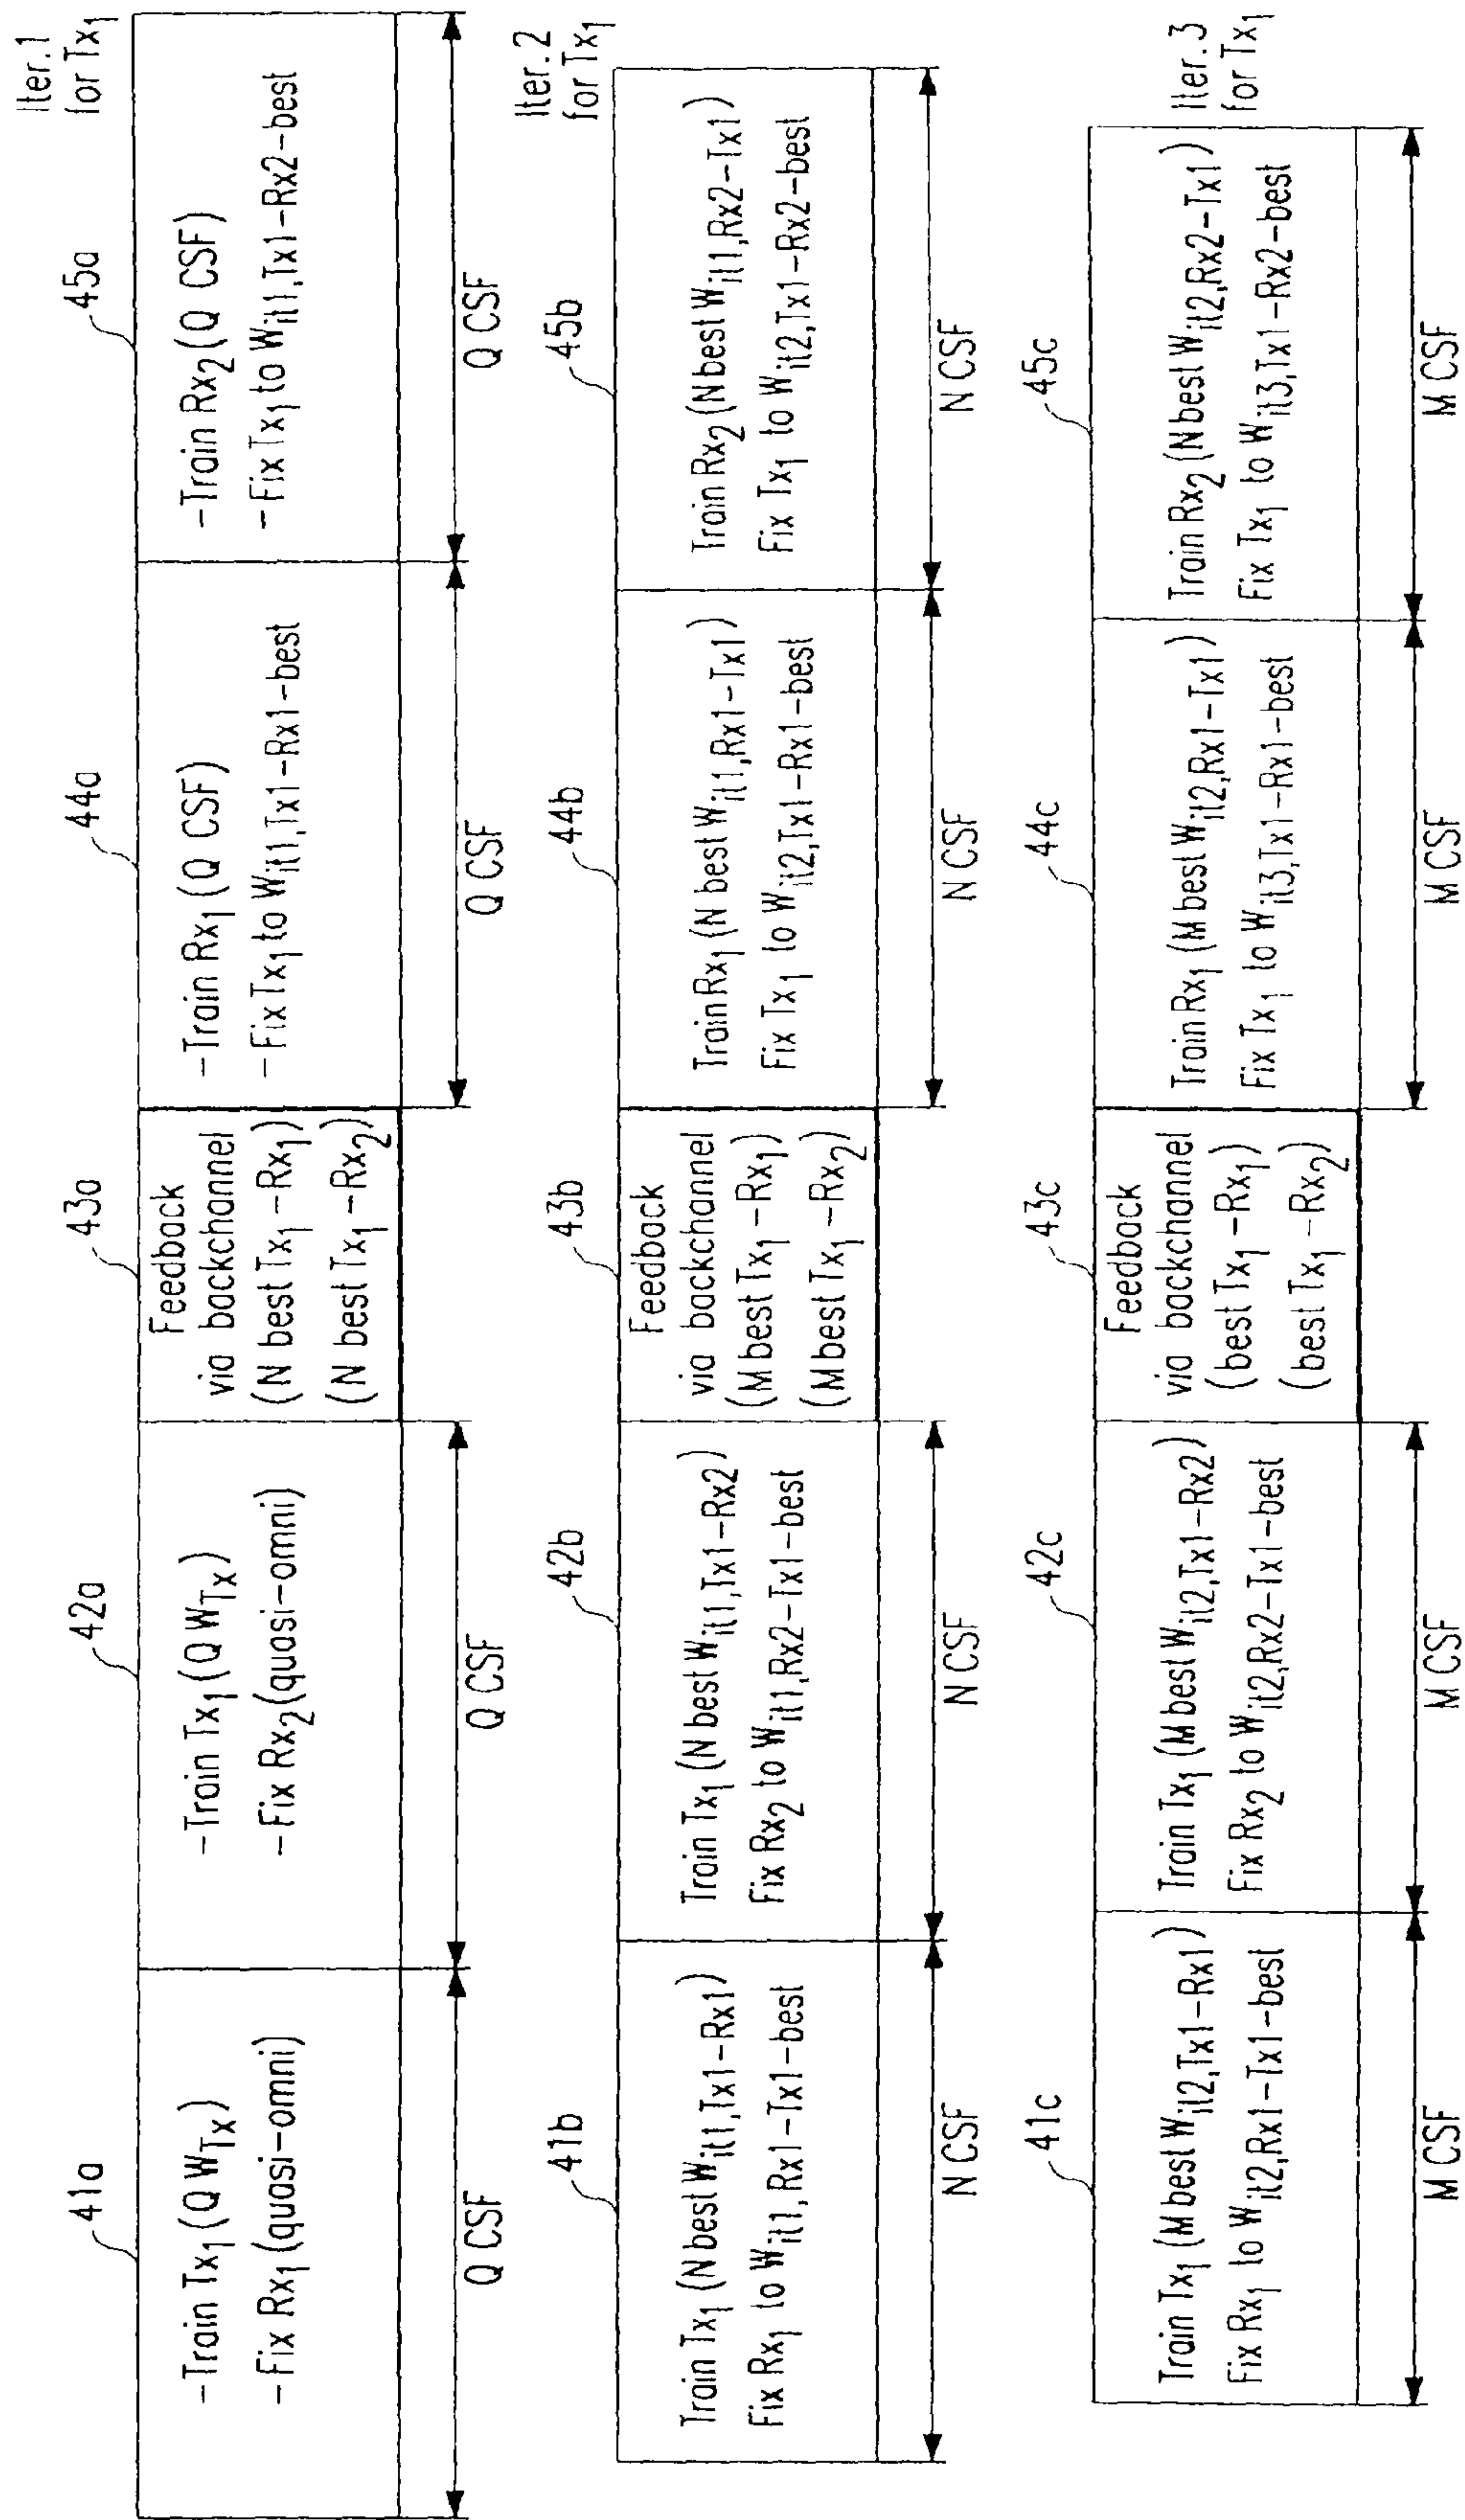 Iter.1
for Tx1
41a
-Train Tx1(Q WTx)
-Fix Rx1(quasi-omni)
Q CSF
42a
-Train Tx1(Q WTx)
-Fix Rx2(quasi-omni)
Q CSF
43a
Feedback
via backchannel
(N best Tx1-Rx1)
(N best Tx1-Rx2)
44a
-Train Rx1(Q CSF)
-Fix Tx1 to Wit1,Tx1-Rx1-best
Q CSF
45a
-Train Rx2(Q CSF)
-Fix Tx1 to Wit1,Tx1-Rx2-best
Q CSF
Iter.2
for Tx1
41b
Train Tx1(N best Wit1,Tx1-Rx1)
Fix Rx1 to Wit1,Rx1-Tx1-best
N CSF
42b
Train Tx1(N best Wit1,Tx1-Rx2)
Fix Rx2 to Wit1,Rx2-Tx1-best
N CSF
43b
Feedback
via backchannel
(M best Tx1-Rx1)
(M best Tx1-Rx2)
44b
Train Rx1(N best Wit1,Rx1-Tx1)
Fix Tx1 to Wit2,Tx1-Rx1-best
N CSF
45b
Train Rx2(N best Wit1,Rx2-Tx1)
Fix Tx1 to Wit2,Tx1-Rx2-best
N CSF
Iter.3
for Tx1
41c
Train Tx1(M best Wit2,Tx1-Rx1)
Fix Rx1 to Wit2,Rx1-Tx1-best
M CSF
42c
Train Tx1(M best Wit2,Tx1-Rx2)
Fix Rx2 to Wit2,Rx2-Tx1-best
M CSF
43c
Feedback
via backchannel
(best Tx1-Rx1)
(best Tx1-Rx2)
44c
Train Rx1(M best Wit2,Rx1-Tx1)
Fix Tx1 to Wit3,Tx1-Rx1-best
M CSF
45c
Train Rx2(N best Wit2,Rx2-Tx1)
Fix Tx1 to Wit3,Tx1-Rx2-best
M CSF